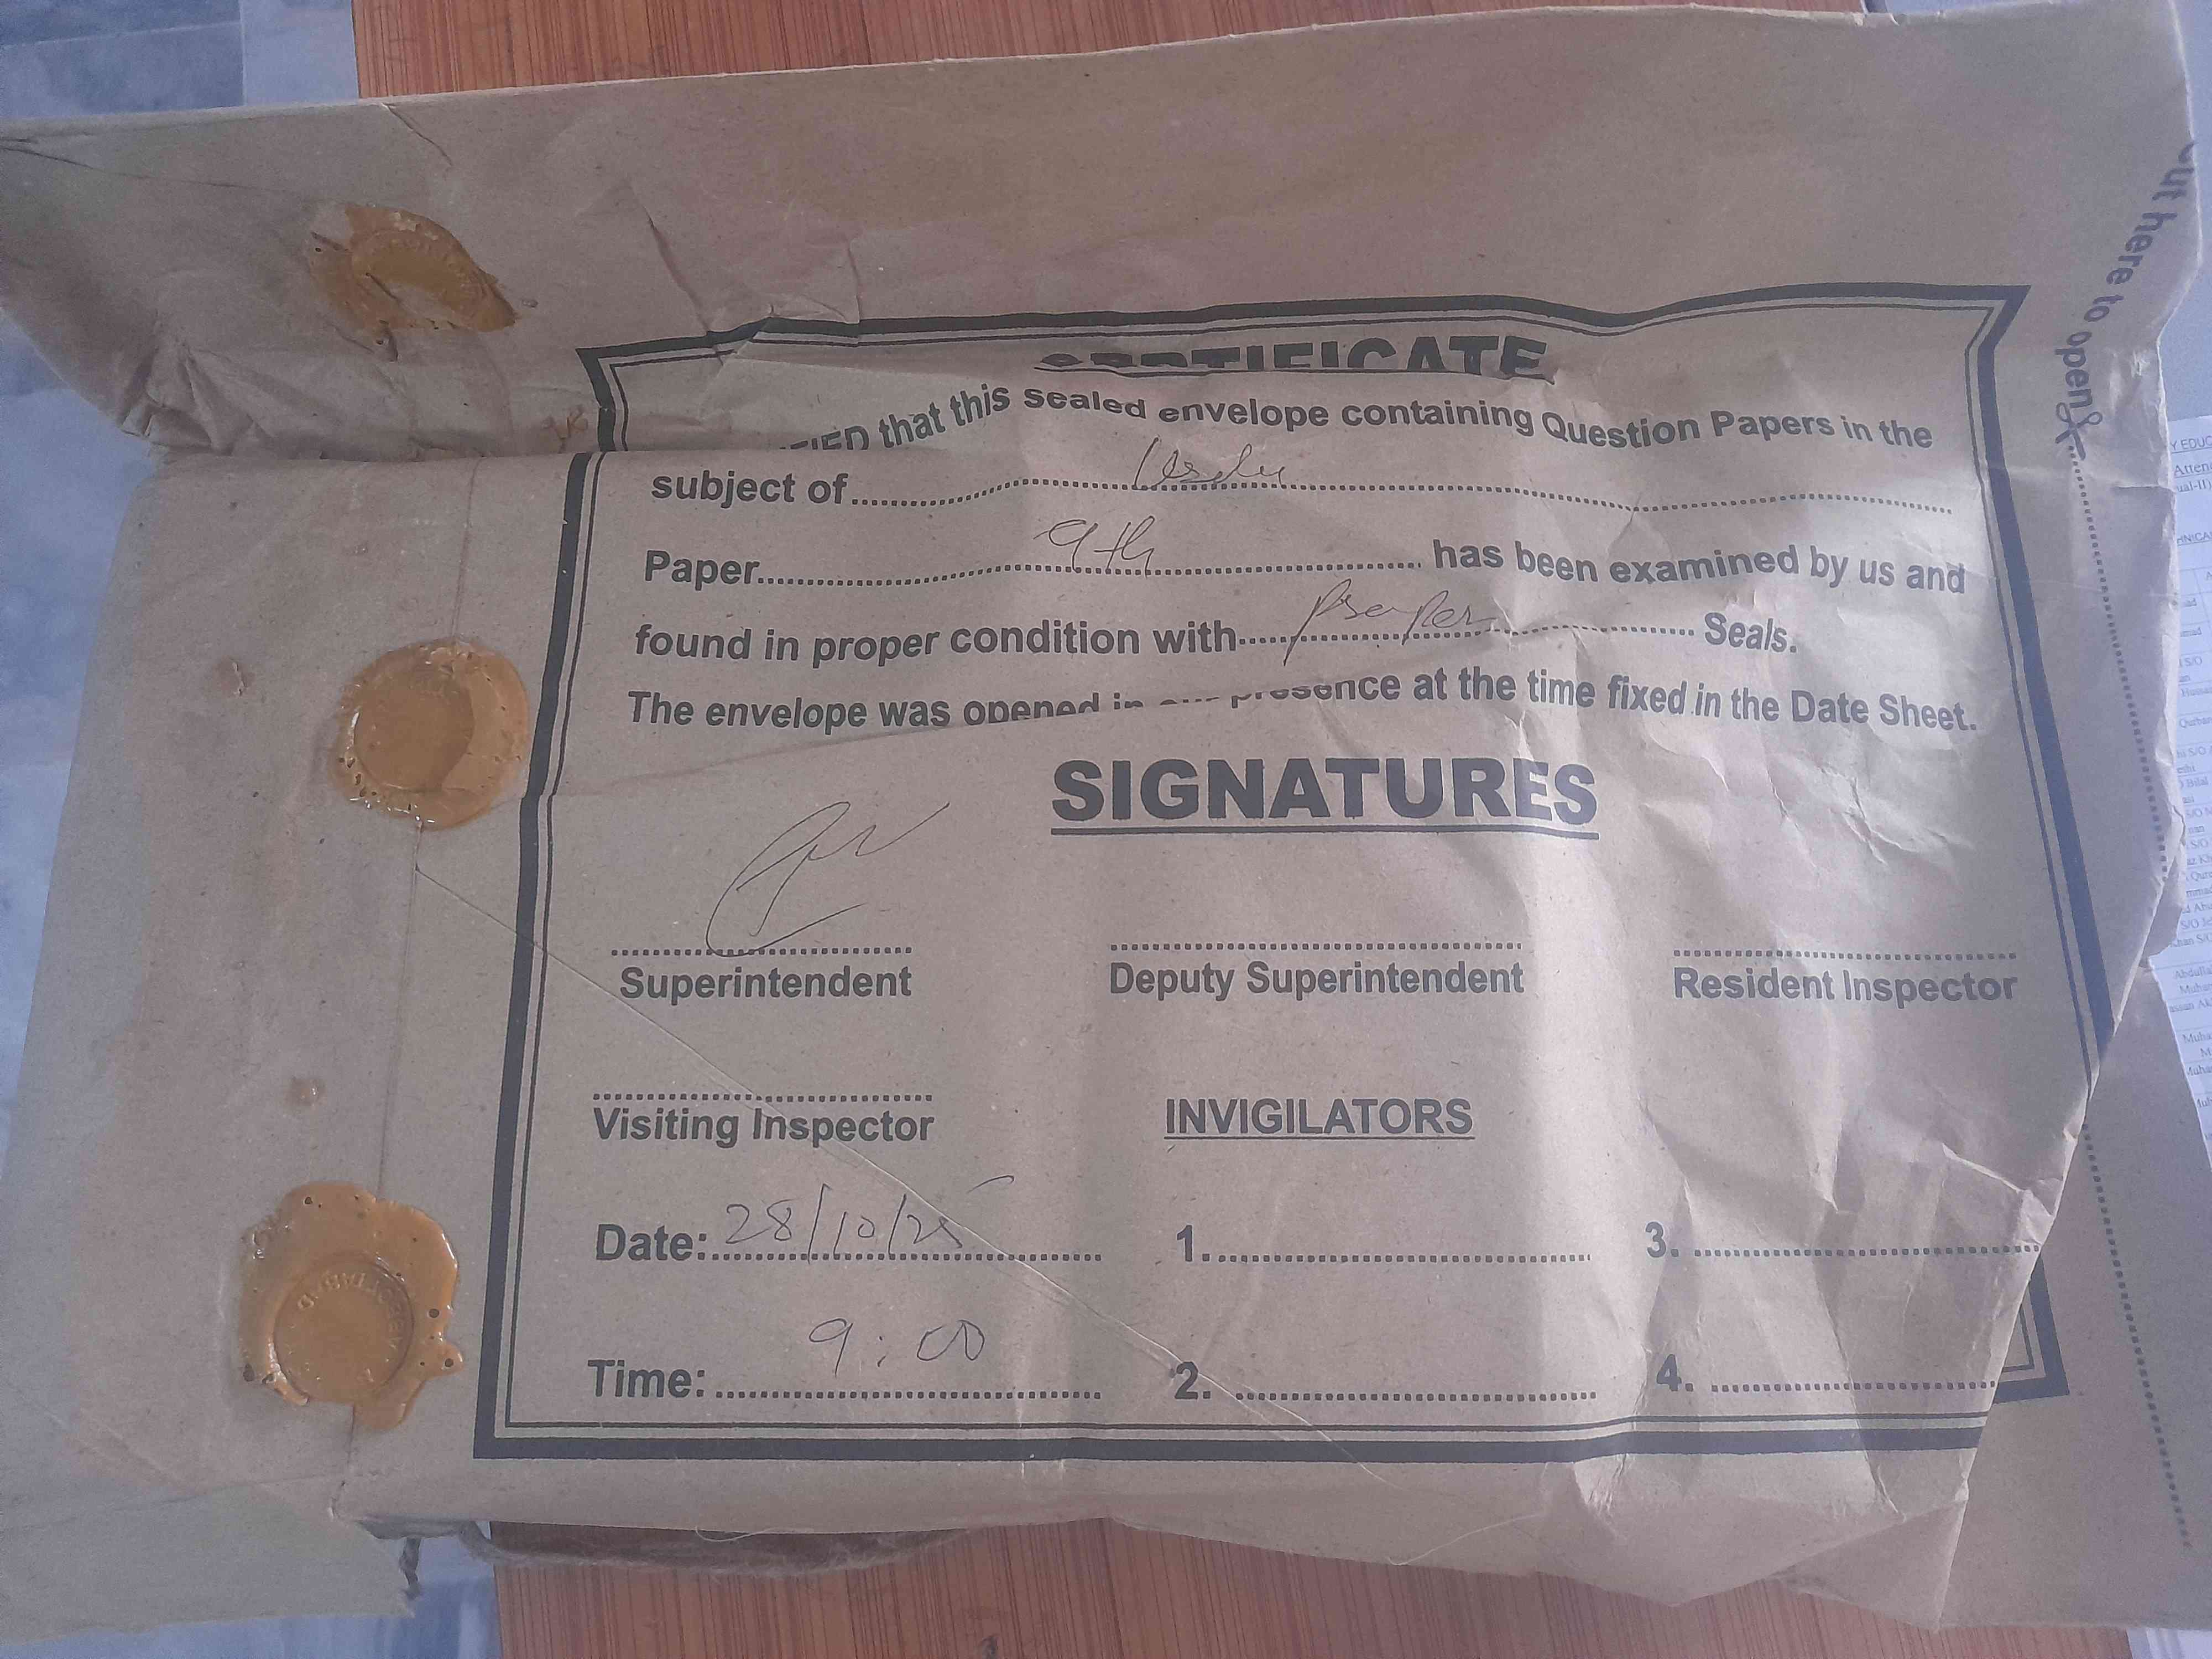 Cut here to open
CERTIFICATE
that this sealed envelope containing Question Papers in the
subject of Urdu
Paper 9th has been examined by us and
found in proper condition with proper Seals.
The envelope was opened in our presence at the time fixed in the Date Sheet.
SIGNATURES
Superintendent Deputy Superintendent Resident Inspector
Visiting Inspector INVIGILATORS
Date: 28/10/25 1. 3.
Time: 9:00 2. 4.